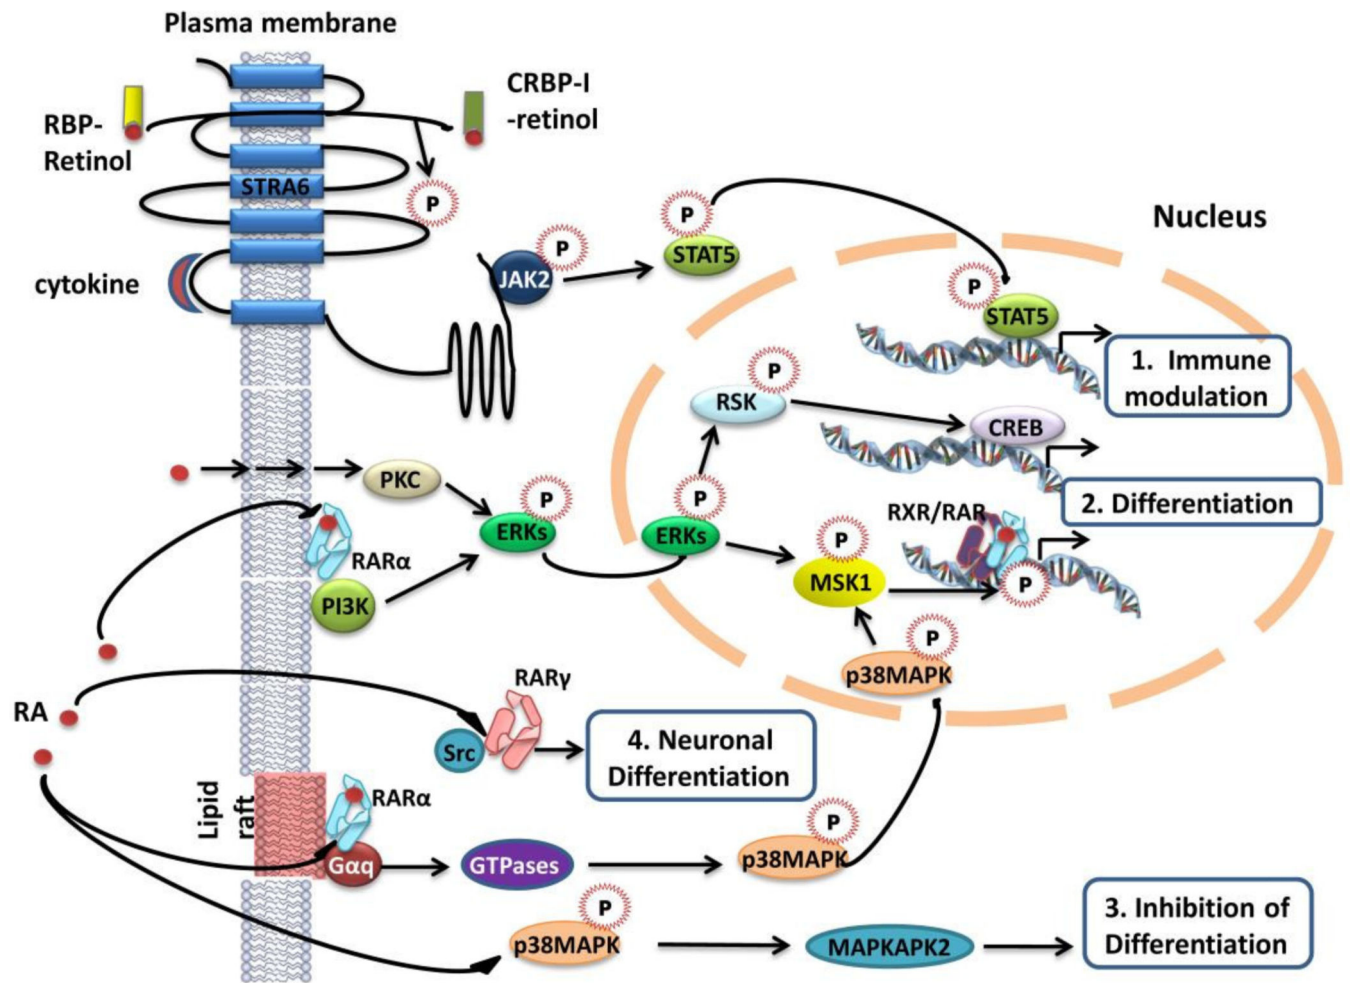 Plasma membrane
RBP-
Retinol
CRBP-I
-retinol
STRA6
P
cytokine
JAK2
P
P
STAT5
Nucleus
P
STAT5
1. Immune
modulation
P
RSK
CREB
2. Differentiation
PKC
P
ERKs
P
ERKs
RARα
PI3K
RXR/RAR
P
MSK1
P
P
p38MAPK
RA
RARγ
Src
4. Neuronal
Differentiation
Lipid
raft
RARα
Gαq
GTPases
P
p38MAPK
P
p38MAPK
MAPKAPK2
3. Inhibition of
Differentiation